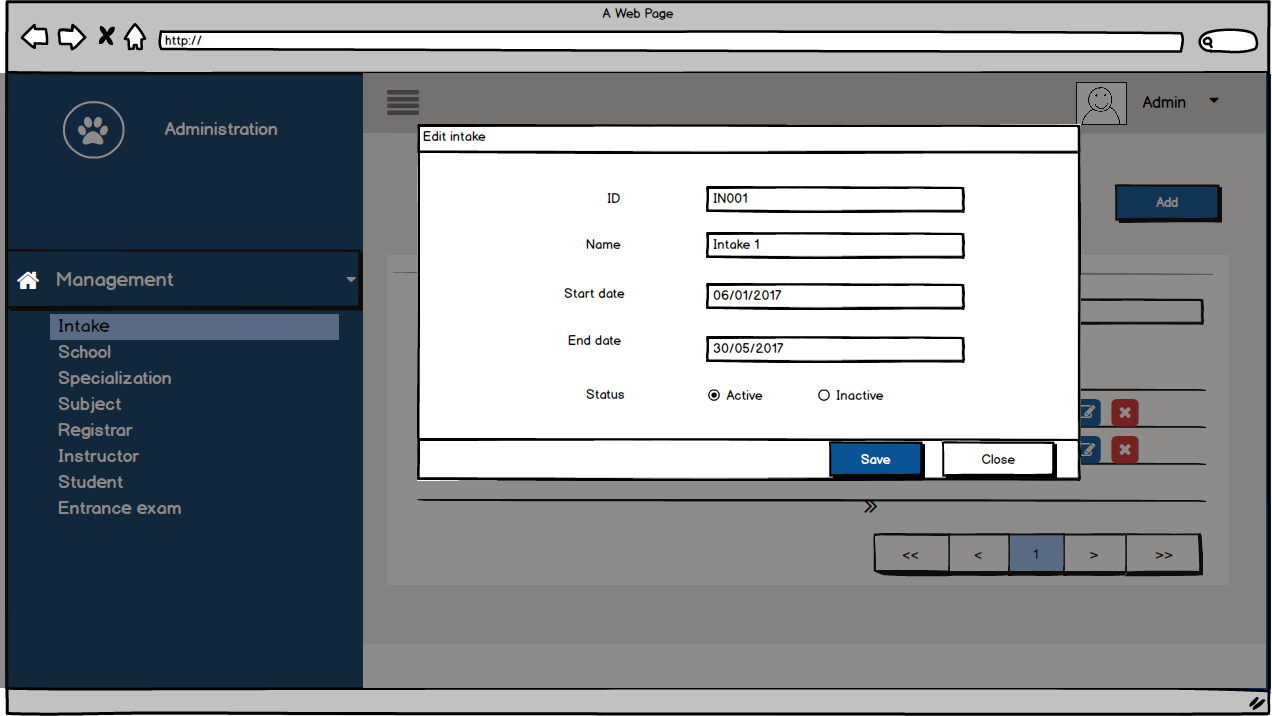 A Web Page
http://
Administration
Admin
Edit intake
ID
IN001
Add
Name
Intake 1
Management
Start date
06/01/2017
End date
30/05/2017
Status
Active
Inactive
Save
Close
Intake
School
Specialization
Subject
Registrar
Instructor
Student
Entrance exam
<<
<
1
>
>>